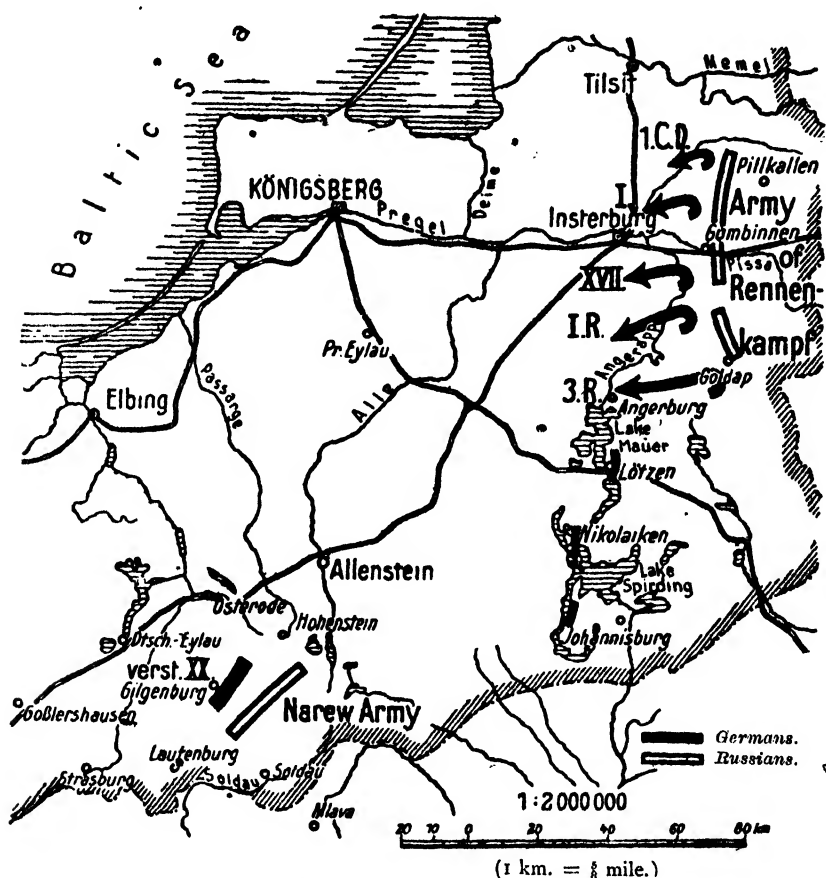 Baltic Sea
Memel
Tilsit
1.C.D.
Pillkallen
I.
Army
KÖNIGSBERG
Pregel
Deime
Insterburg
Gumbinnen
Pissa
of
XVII.
Rennen-
I.R.
kampf
Pr.Eylau
Angerapp
Goldap
Elbing
Passarge
Alle
3.R.
Angerburg
Lake
Mauer
Lötzen
Nikolaiken
Allenstein
Lake
Spirding
Osterode
Hohenstein
Dtsch.-Eylau
Johannisburg
verst. XX
Gilgenburg
Goßlershausen
Narew Army
Germans.
Lautenburg
Russians.
Strasburg
Soldau
Soldau
1:2000000
Mlava
20 10 0 20 40 60 80 km
(1 km. = ⅝ mile.)